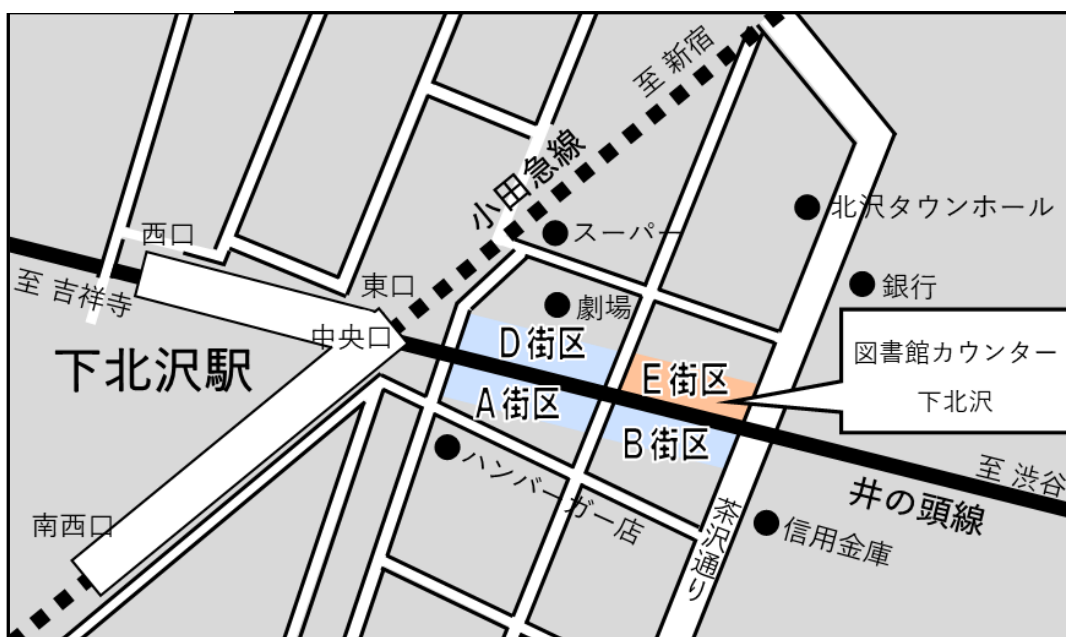 至 新宿
小田急線
北沢タウンホール
西口
スーパー
至 吉祥寺
東口
銀行
劇場
中央口
下北沢駅
D街区
図書館カウンター
下北沢
E街区
A街区
B街区
ハンバーガー店
至 渋谷
井の頭線
南西口
茶沢通り
信用金庫